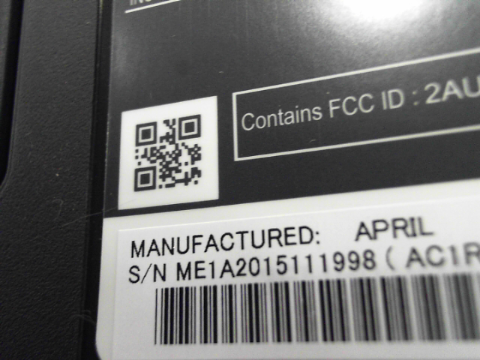 Contains FCC ID : 2AU
MANUFACTURED: APRIL
S/N ME1A2015111998 ( AC1R